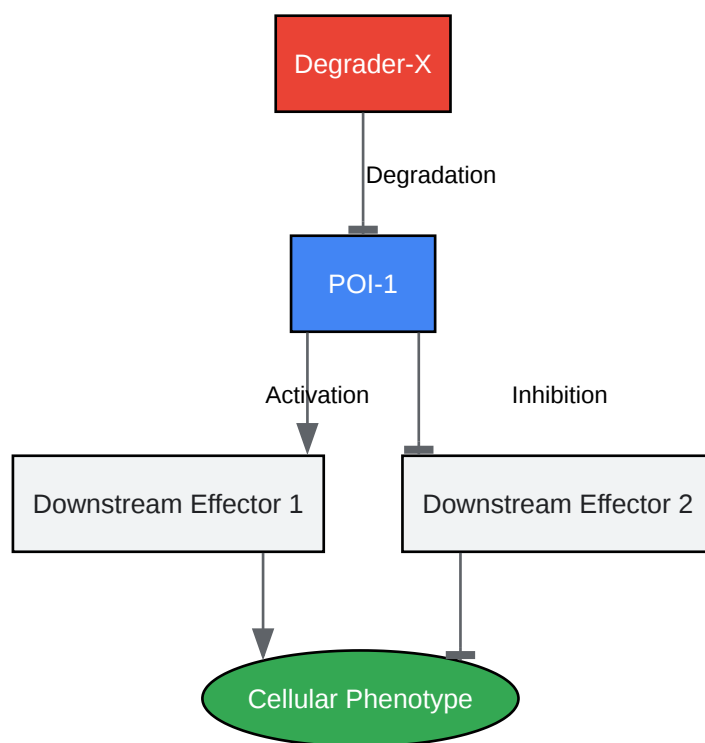 Degrader-X
Degradation
POI-1
Activation
Inhibition
Downstream Effector 1
Downstream Effector 2
Cellular Phenotype